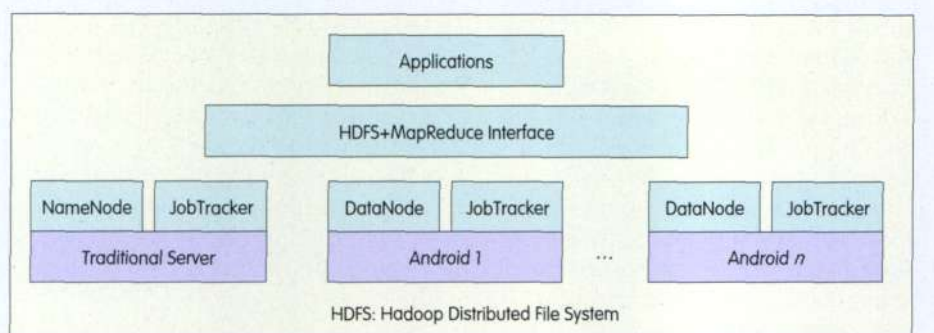 Applications
HDFS+MapReduce Interface
NameNode JobTracker DataNode JobTracker DataNode JobTracker
Traditional Server Android 1 ... Android n
HDFS: Hadoop Distributed File System